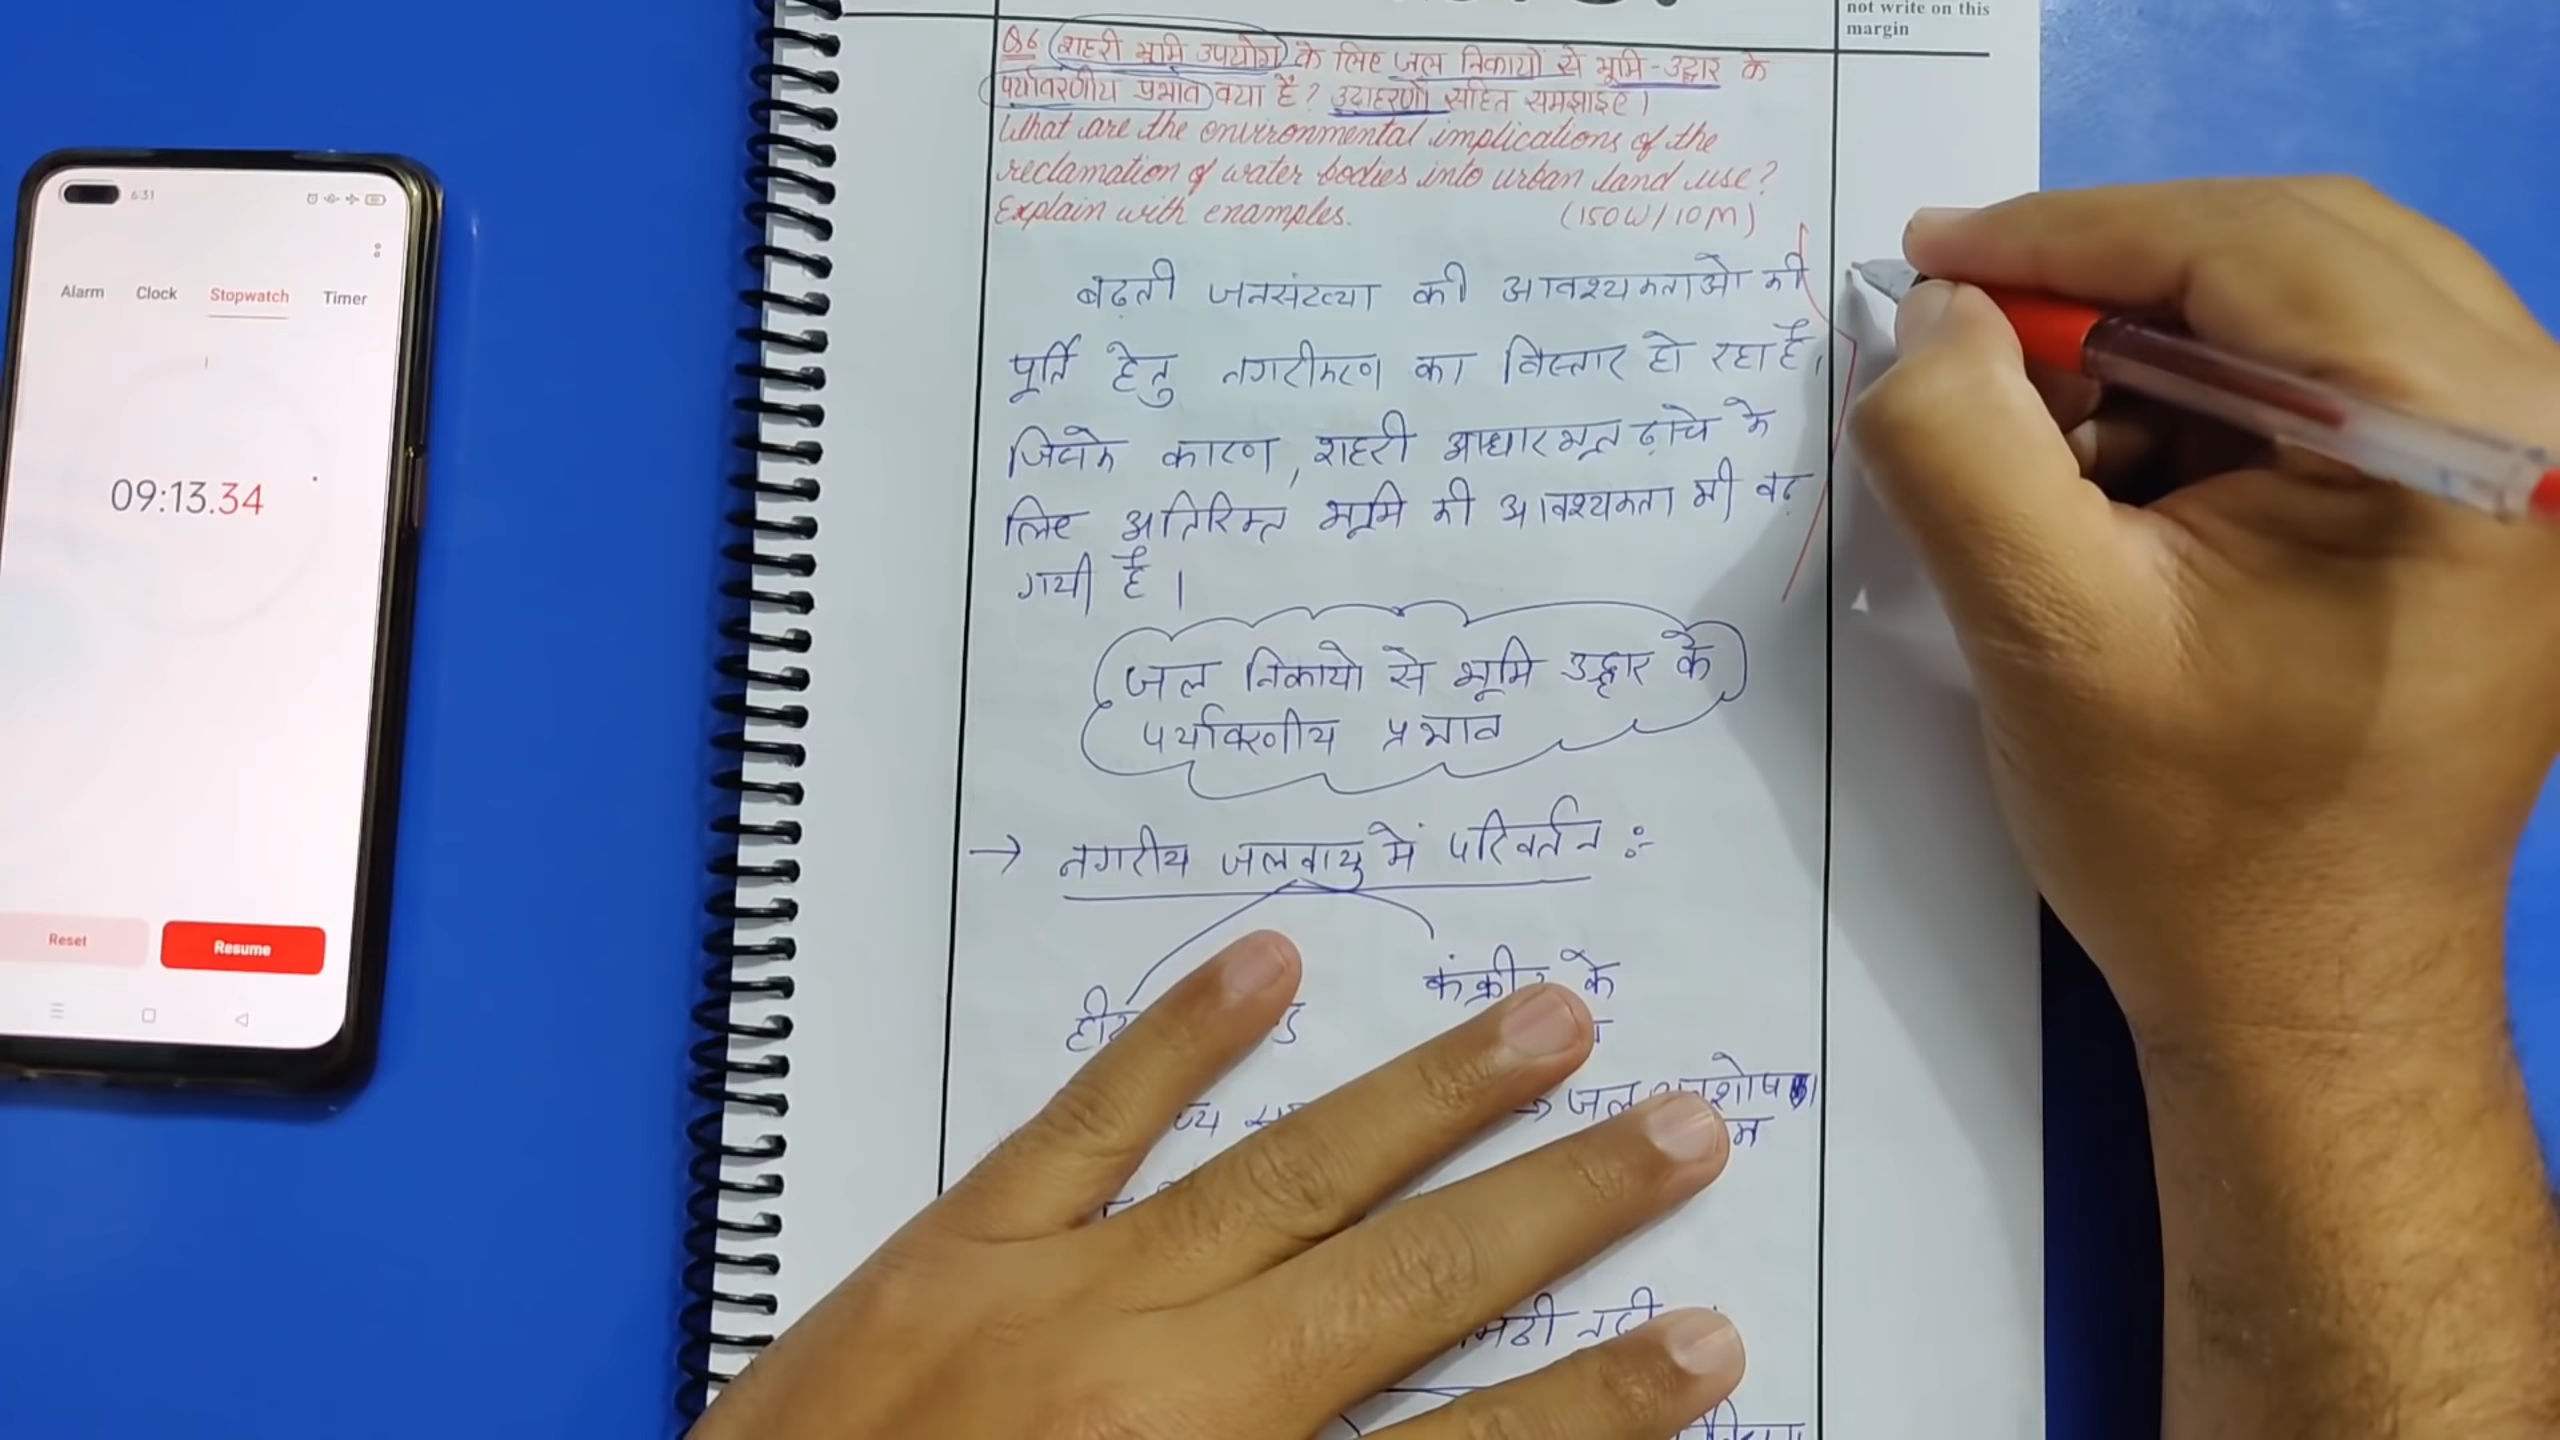 6:31
Alarm Clock Stopwatch Timer
09:13.34
Reset Resume
not write on this
margin
Q6. शहरी भूमि उपयोग के लिए जल निकायों से भूमि-उद्धार के
पर्यावरणीय प्रभाव क्या है? उदाहरणों सहित समझाइए।
What are the environmental implications of the
reclamation of water bodies into urban land use?
Explain with enamples. (150W/10M)
बढ़ती जनसंख्या की आवश्यकताओ की
पूर्ति हेतु नगरीकरण का विस्तार हो रहा है,
जिसके कारण, शहरी आधारभूत ढ़ांचे के
लिए अतिरिक्त भूमि की आवश्यकता भी बढ़
गयी है।
जल निकायो से भूमि उद्धार के
पर्यावरणीय प्रभाव
→ नगरीय जलवायु में परिवर्तन :-
के
→ जल
नदी